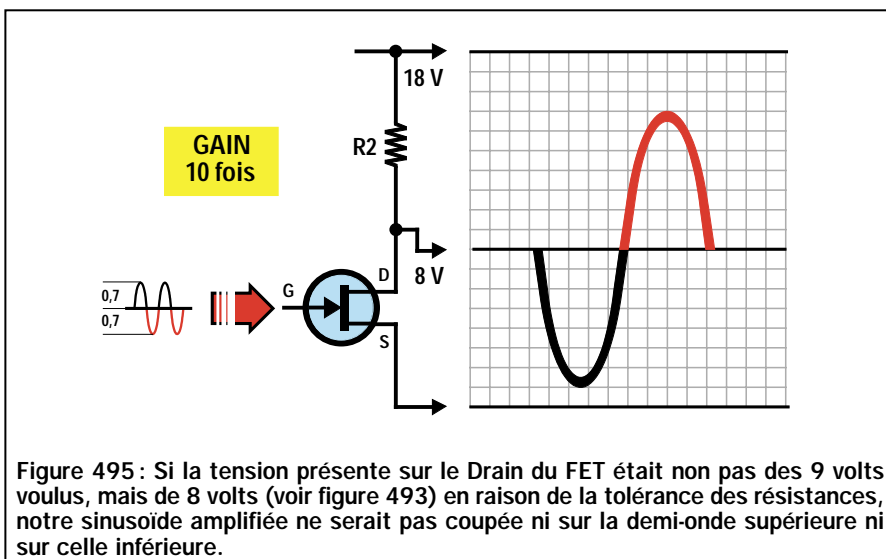 18 V
GAIN
10 fois
R2
D
8 V
G
0,7
0,7
S
Figure 495 : Si la tension présente sur le Drain du FET était non pas des 9 volts
voulus, mais de 8 volts (voir figure 493) en raison de la tolérance des résistances,
notre sinusoïde amplifiée ne serait pas coupée ni sur la demi-onde supérieure ni
sur celle inférieure.